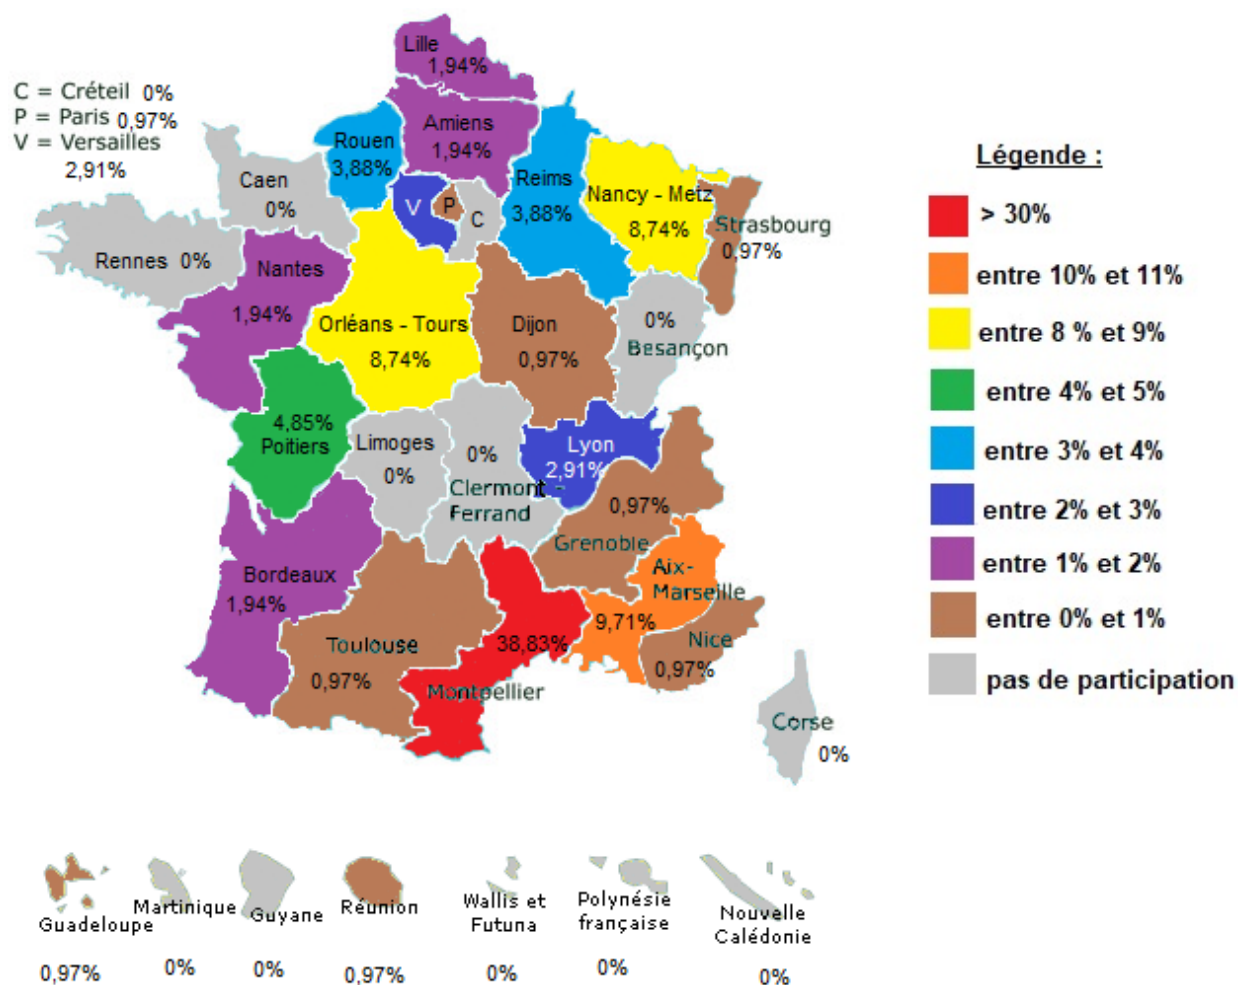 Lille
1,94%
C = Créteil 0%
P = Paris 0,97%
V = Versailles
2,91%
Amiens
1,94%
Rouen
3,88%
Caen
0%
V
P
C
Reims
3,88%
Nancy - Metz
8,74%
Strasbourg
0,97%
Rennes 0%
Nantes
1,94%
Orléans - Tours
8,74%
Dijon
0,97%
0%
Besançon
4,85%
Poitiers
Limoges
0%
0%
Clermont -
Ferrand
Lyon
2,91%
0,97%
Grenoble
Aix-
Marseille
9,71%
Nice
0,97%
Bordeaux
1,94%
Toulouse
0,97%
38,83%
Montpellier
Corse
0%
Légende :
> 30%
entre 10% et 11%
entre 8 % et 9%
entre 4% et 5%
entre 3% et 4%
entre 2% et 3%
entre 1% et 2%
entre 0% et 1%
pas de participation
Guadeloupe
0,97%
Martinique
0%
Guyane
0%
Réunion
0,97%
Wallis et
Futuna
0%
Polynésie
française
0%
Nouvelle
Calédonie
0%